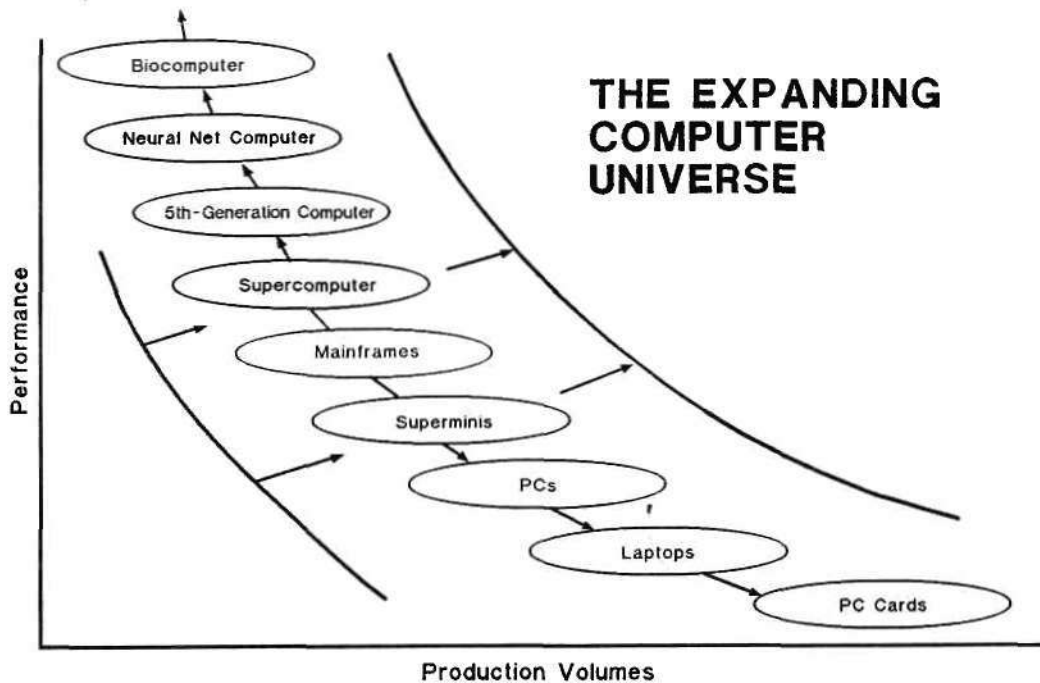 THE EXPANDING
COMPUTER
UNIVERSE
Biocomputer
Neural Net Computer
5th-Generation Computer
Supercomputer
Mainframes
Superminis
PCs
Laptops
PC Cards
Performance
Production Volumes